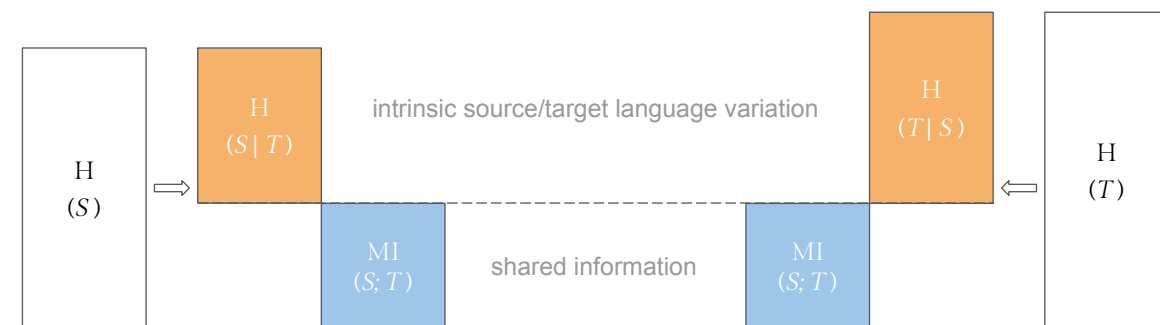 H
(S)
H
(S | T)
intrinsic source/target language variation
H
(T | S)
H
(T)
MI
(S; T)
shared information
MI
(S; T)